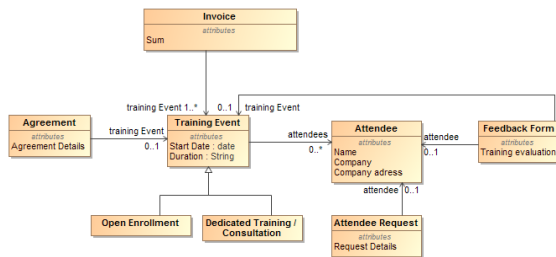 Invoice
attributes
Sum
training Event 1..*
0..1 training Event
Agreement
attributes
Agreement Details
training Event
0..1
Training Event
attributes
Start Date : date
Duration : String
attendees
0..*
Attendee
attributes
Name
Company
Company adress
attendee
0..1
Feedback Form
attributes
Training evaluation
attendee 0..1
Open Enrollment
Dedicated Training /
Consultation
Attendee Request
attributes
Request Details